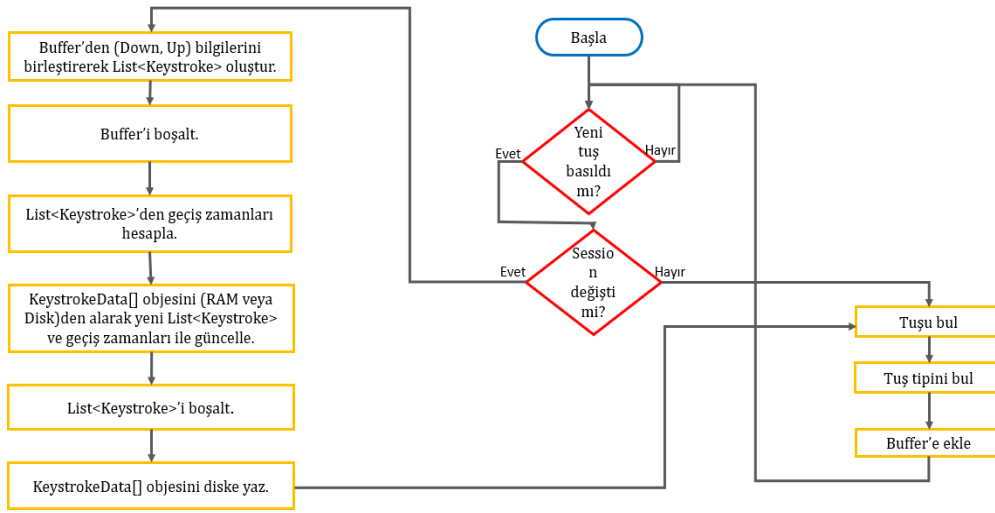 Başla
Yeni
tuş
basıldı
mı?
Evet
Hayır
Sessio
n
değişti
mi?
Evet
Hayır
Buffer’den (Down, Up) bilgilerini
birleştirerek List<Keystroke> oluştur.
Buffer’i boşalt.
List<Keystroke>’den geçiş zamanları
hesapla.
KeystrokeData[] objesini (RAM veya
Disk)den alarak yeni List<Keystroke>
ve geçiş zamanları ile güncelle.
List<Keystroke>’i boşalt.
KeystrokeData[] objesini diske yaz.
Tuşu bul
Tuş tipini bul
Buffer’e ekle